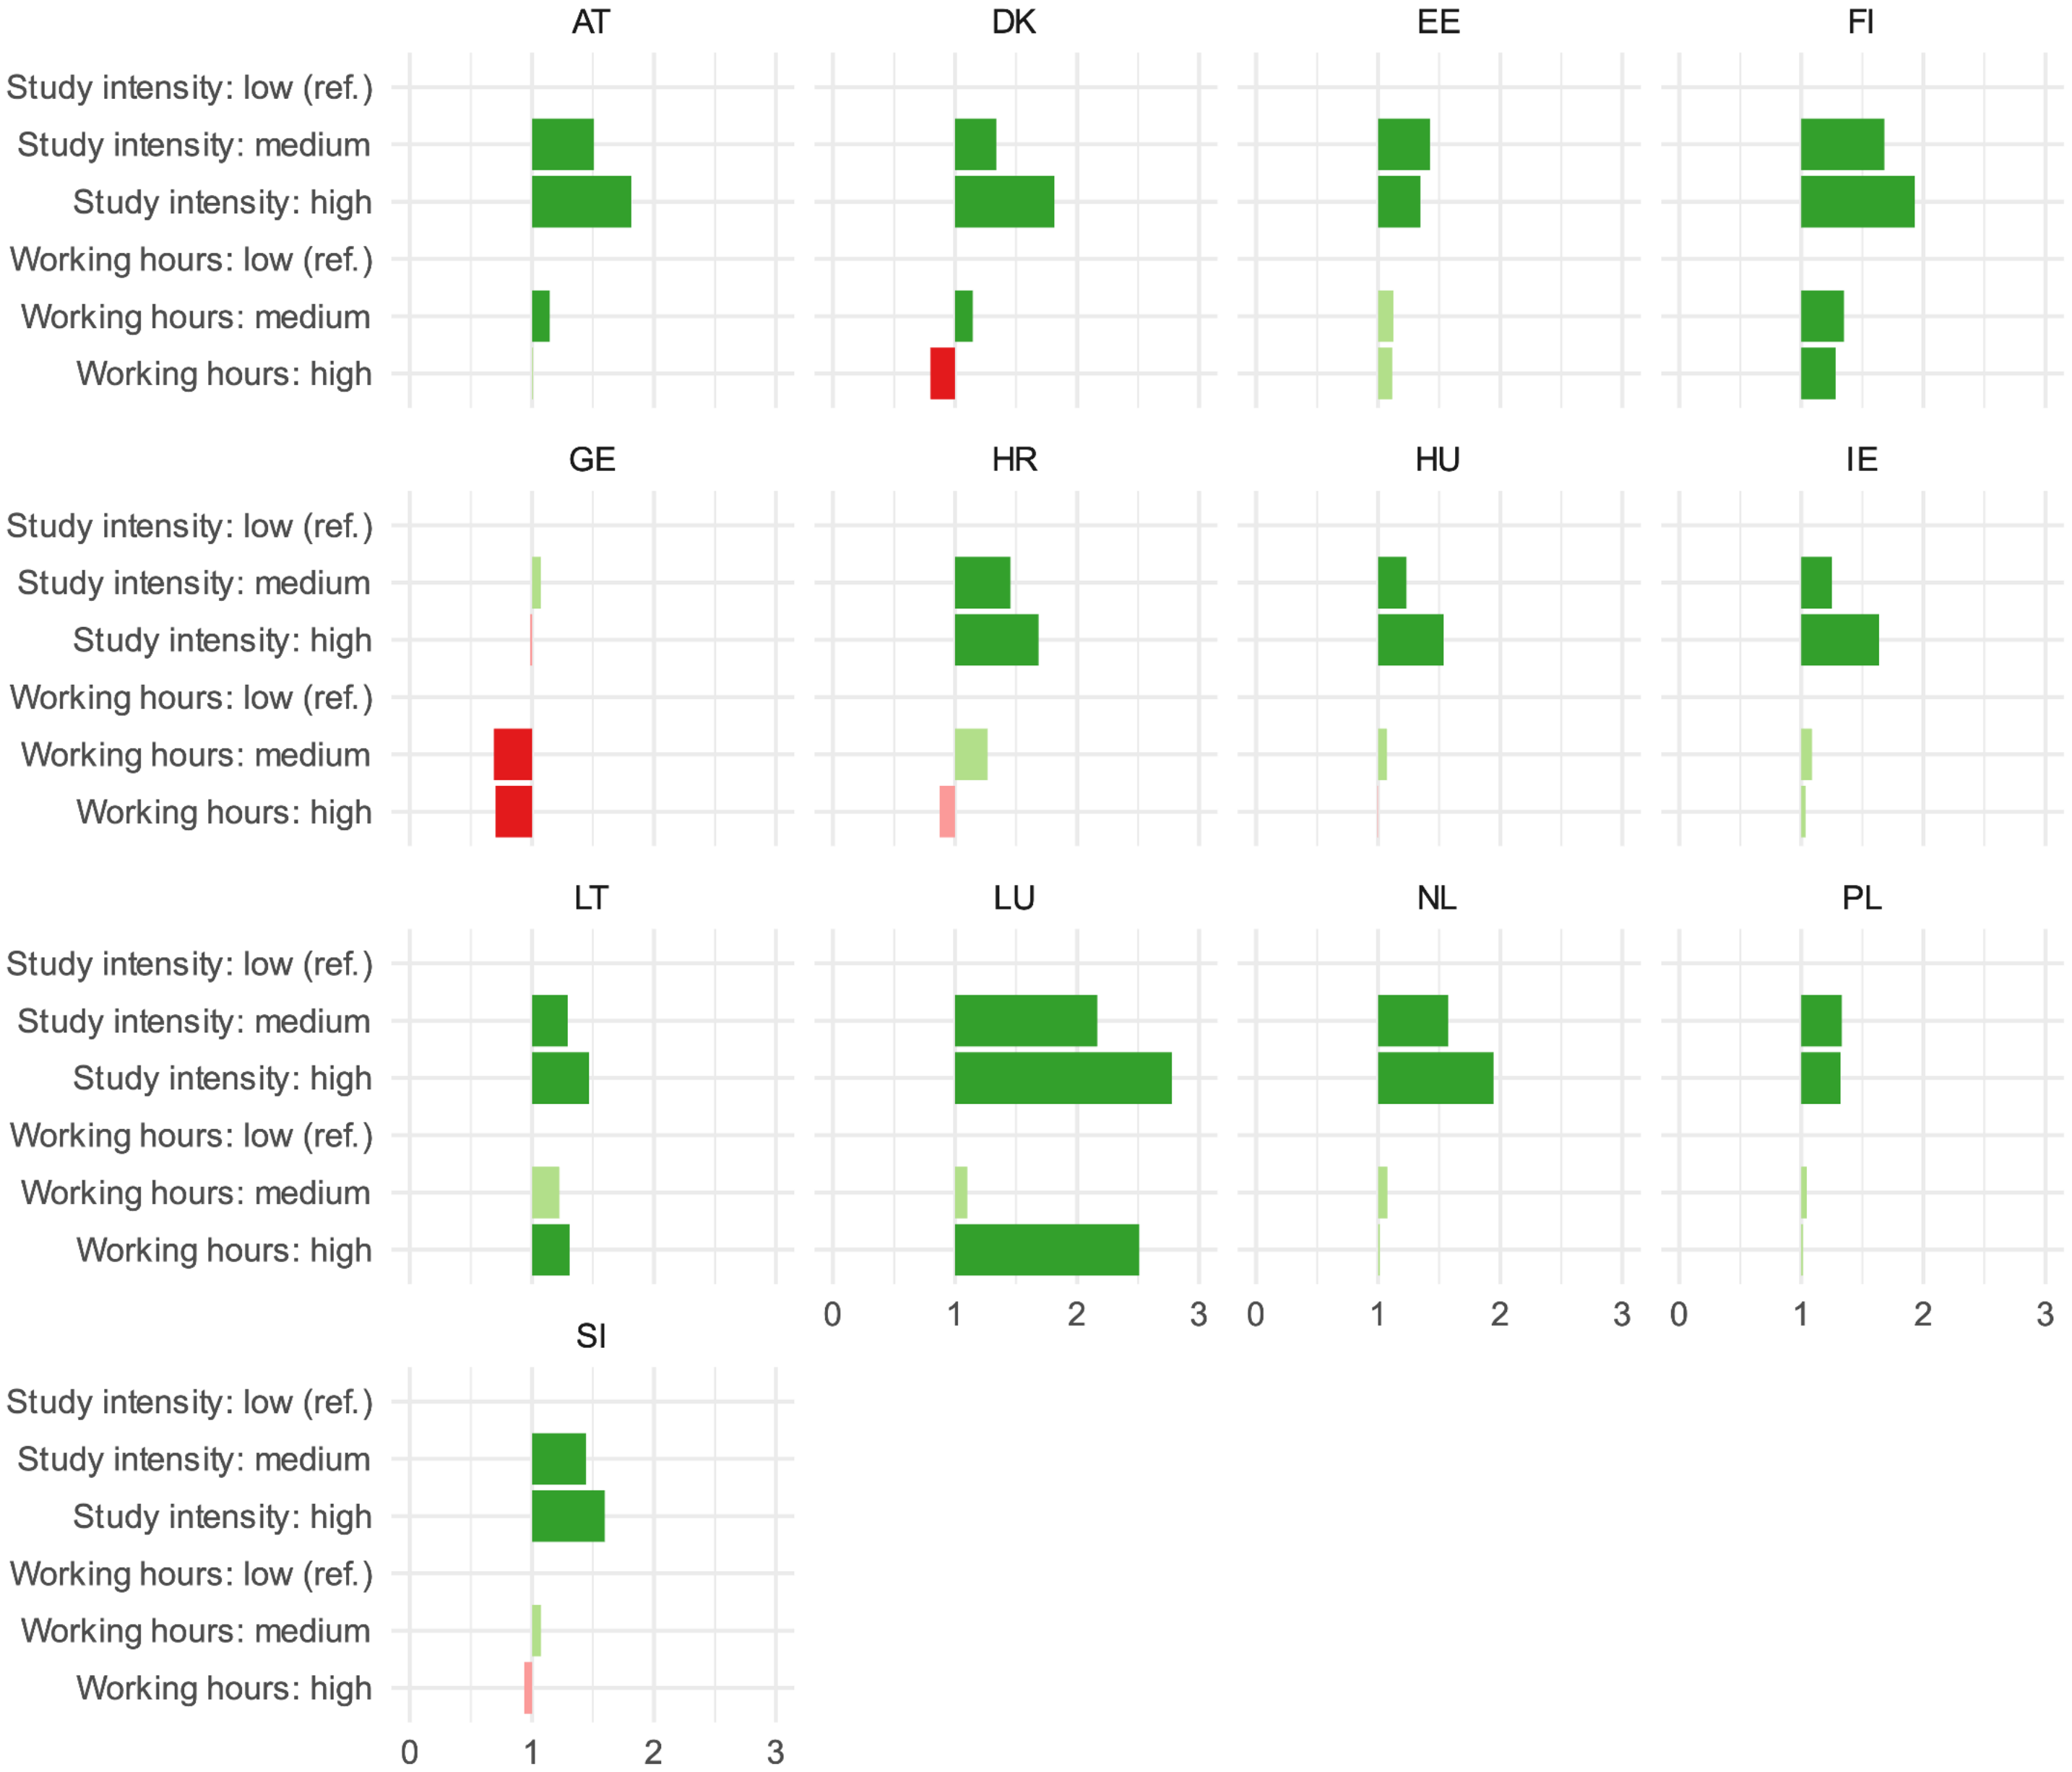 AT DK EE FI
Study intensity: low (ref.)
Study intensity: medium
Study intensity: high
Working hours: low (ref.)
Working hours: medium
Working hours: high
GE HR HU IE
Study intensity: low (ref.)
Study intensity: medium
Study intensity: high
Working hours: low (ref.)
Working hours: medium
Working hours: high
LT LU NL PL
Study intensity: low (ref.)
Study intensity: medium
Study intensity: high
Working hours: low (ref.)
Working hours: medium
Working hours: high
0 1 2 3 0 1 2 3 0 1 2 3
SI
Study intensity: low (ref.)
Study intensity: medium
Study intensity: high
Working hours: low (ref.)
Working hours: medium
Working hours: high
0 1 2 3